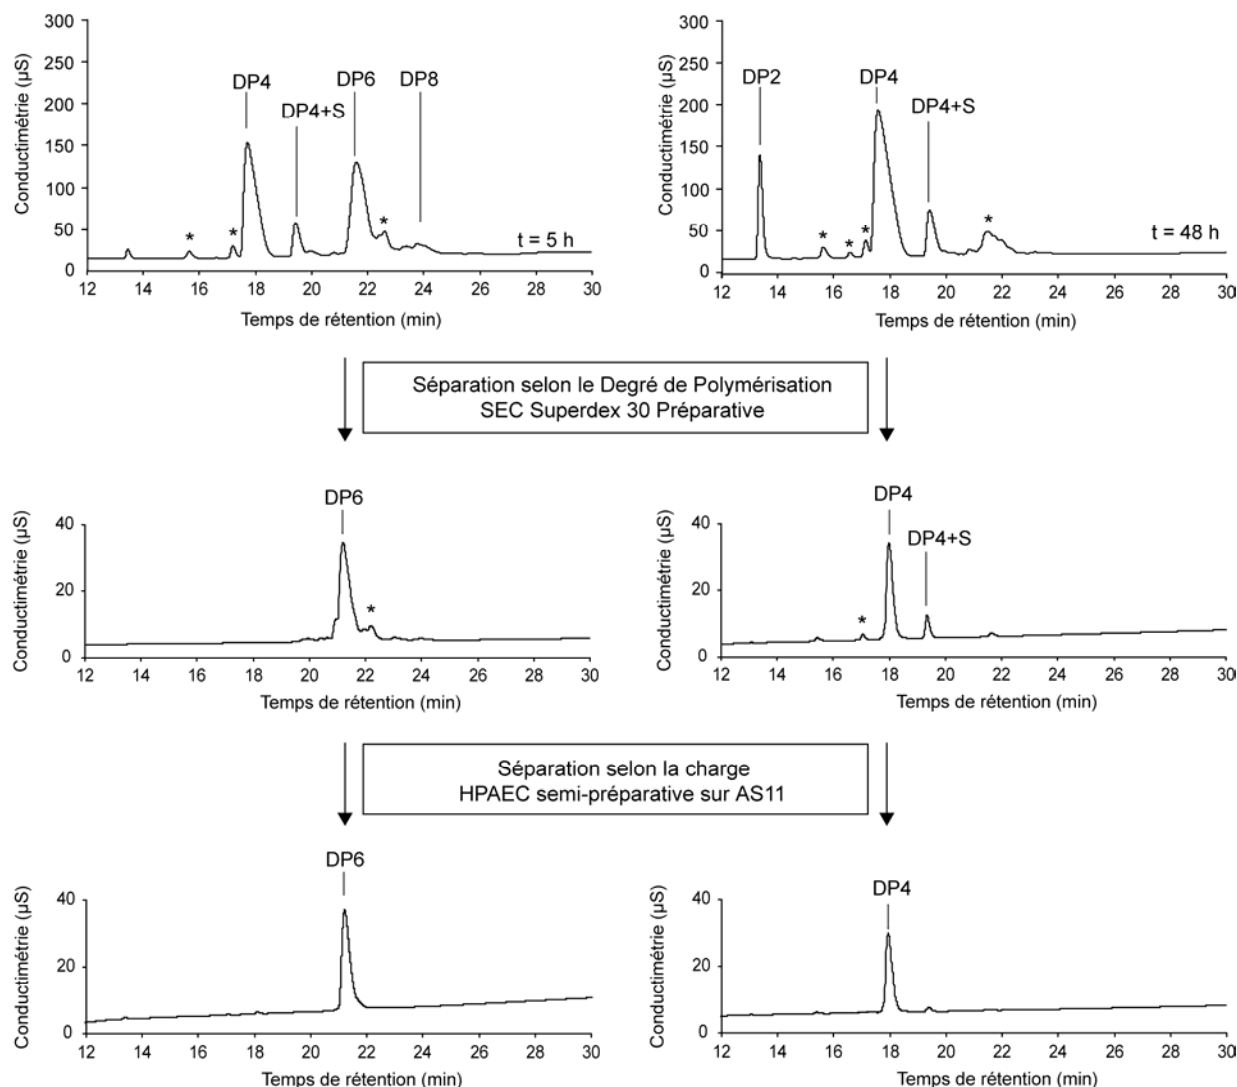 300
250
200
150
100
50
0
Conductimétrie (µS)
DP4
DP4+S
DP6
DP8
*
*
*
t = 5 h
12 14 16 18 20 22 24 26 28 30
Temps de rétention (min)
300
250
200
150
100
50
0
Conductimétrie (µS)
DP2
DP4
DP4+S
*
*
*
*
t = 48 h
12 14 16 18 20 22 24 26 28 30
Temps de rétention (min)
Séparation selon le Degré de Polymérisation
SEC Superdex 30 Préparative
40
20
0
Conductimétrie (µS)
DP6
*
12 14 16 18 20 22 24 26 28 30
Temps de rétention (min)
40
20
0
Conductimétrie (µS)
DP4
DP4+S
*
12 14 16 18 20 22 24 26 28 30
Temps de rétention (min)
Séparation selon la charge
HPAEC semi-préparative sur AS11
40
20
0
Conductimétrie (µS)
DP6
12 14 16 18 20 22 24 26 28 30
Temps de rétention (min)
40
20
0
Conductimétrie (µS)
DP4
12 14 16 18 20 22 24 26 28 30
Temps de rétention (min)